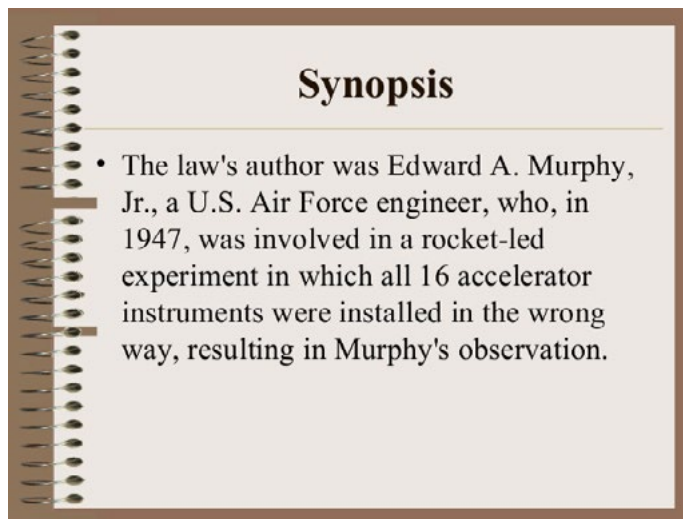 Synopsis
• The law's author was Edward A. Murphy,
Jr., a U.S. Air Force engineer, who, in
1947, was involved in a rocket-led
experiment in which all 16 accelerator
instruments were installed in the wrong
way, resulting in Murphy's observation.